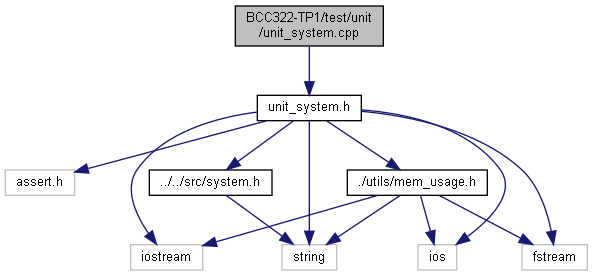 BCC322-TP1/test/unit
/unit_system.cpp
unit_system.h
assert.h
../../src/system.h
./utils/mem_usage.h
iostream
string
ios
fstream